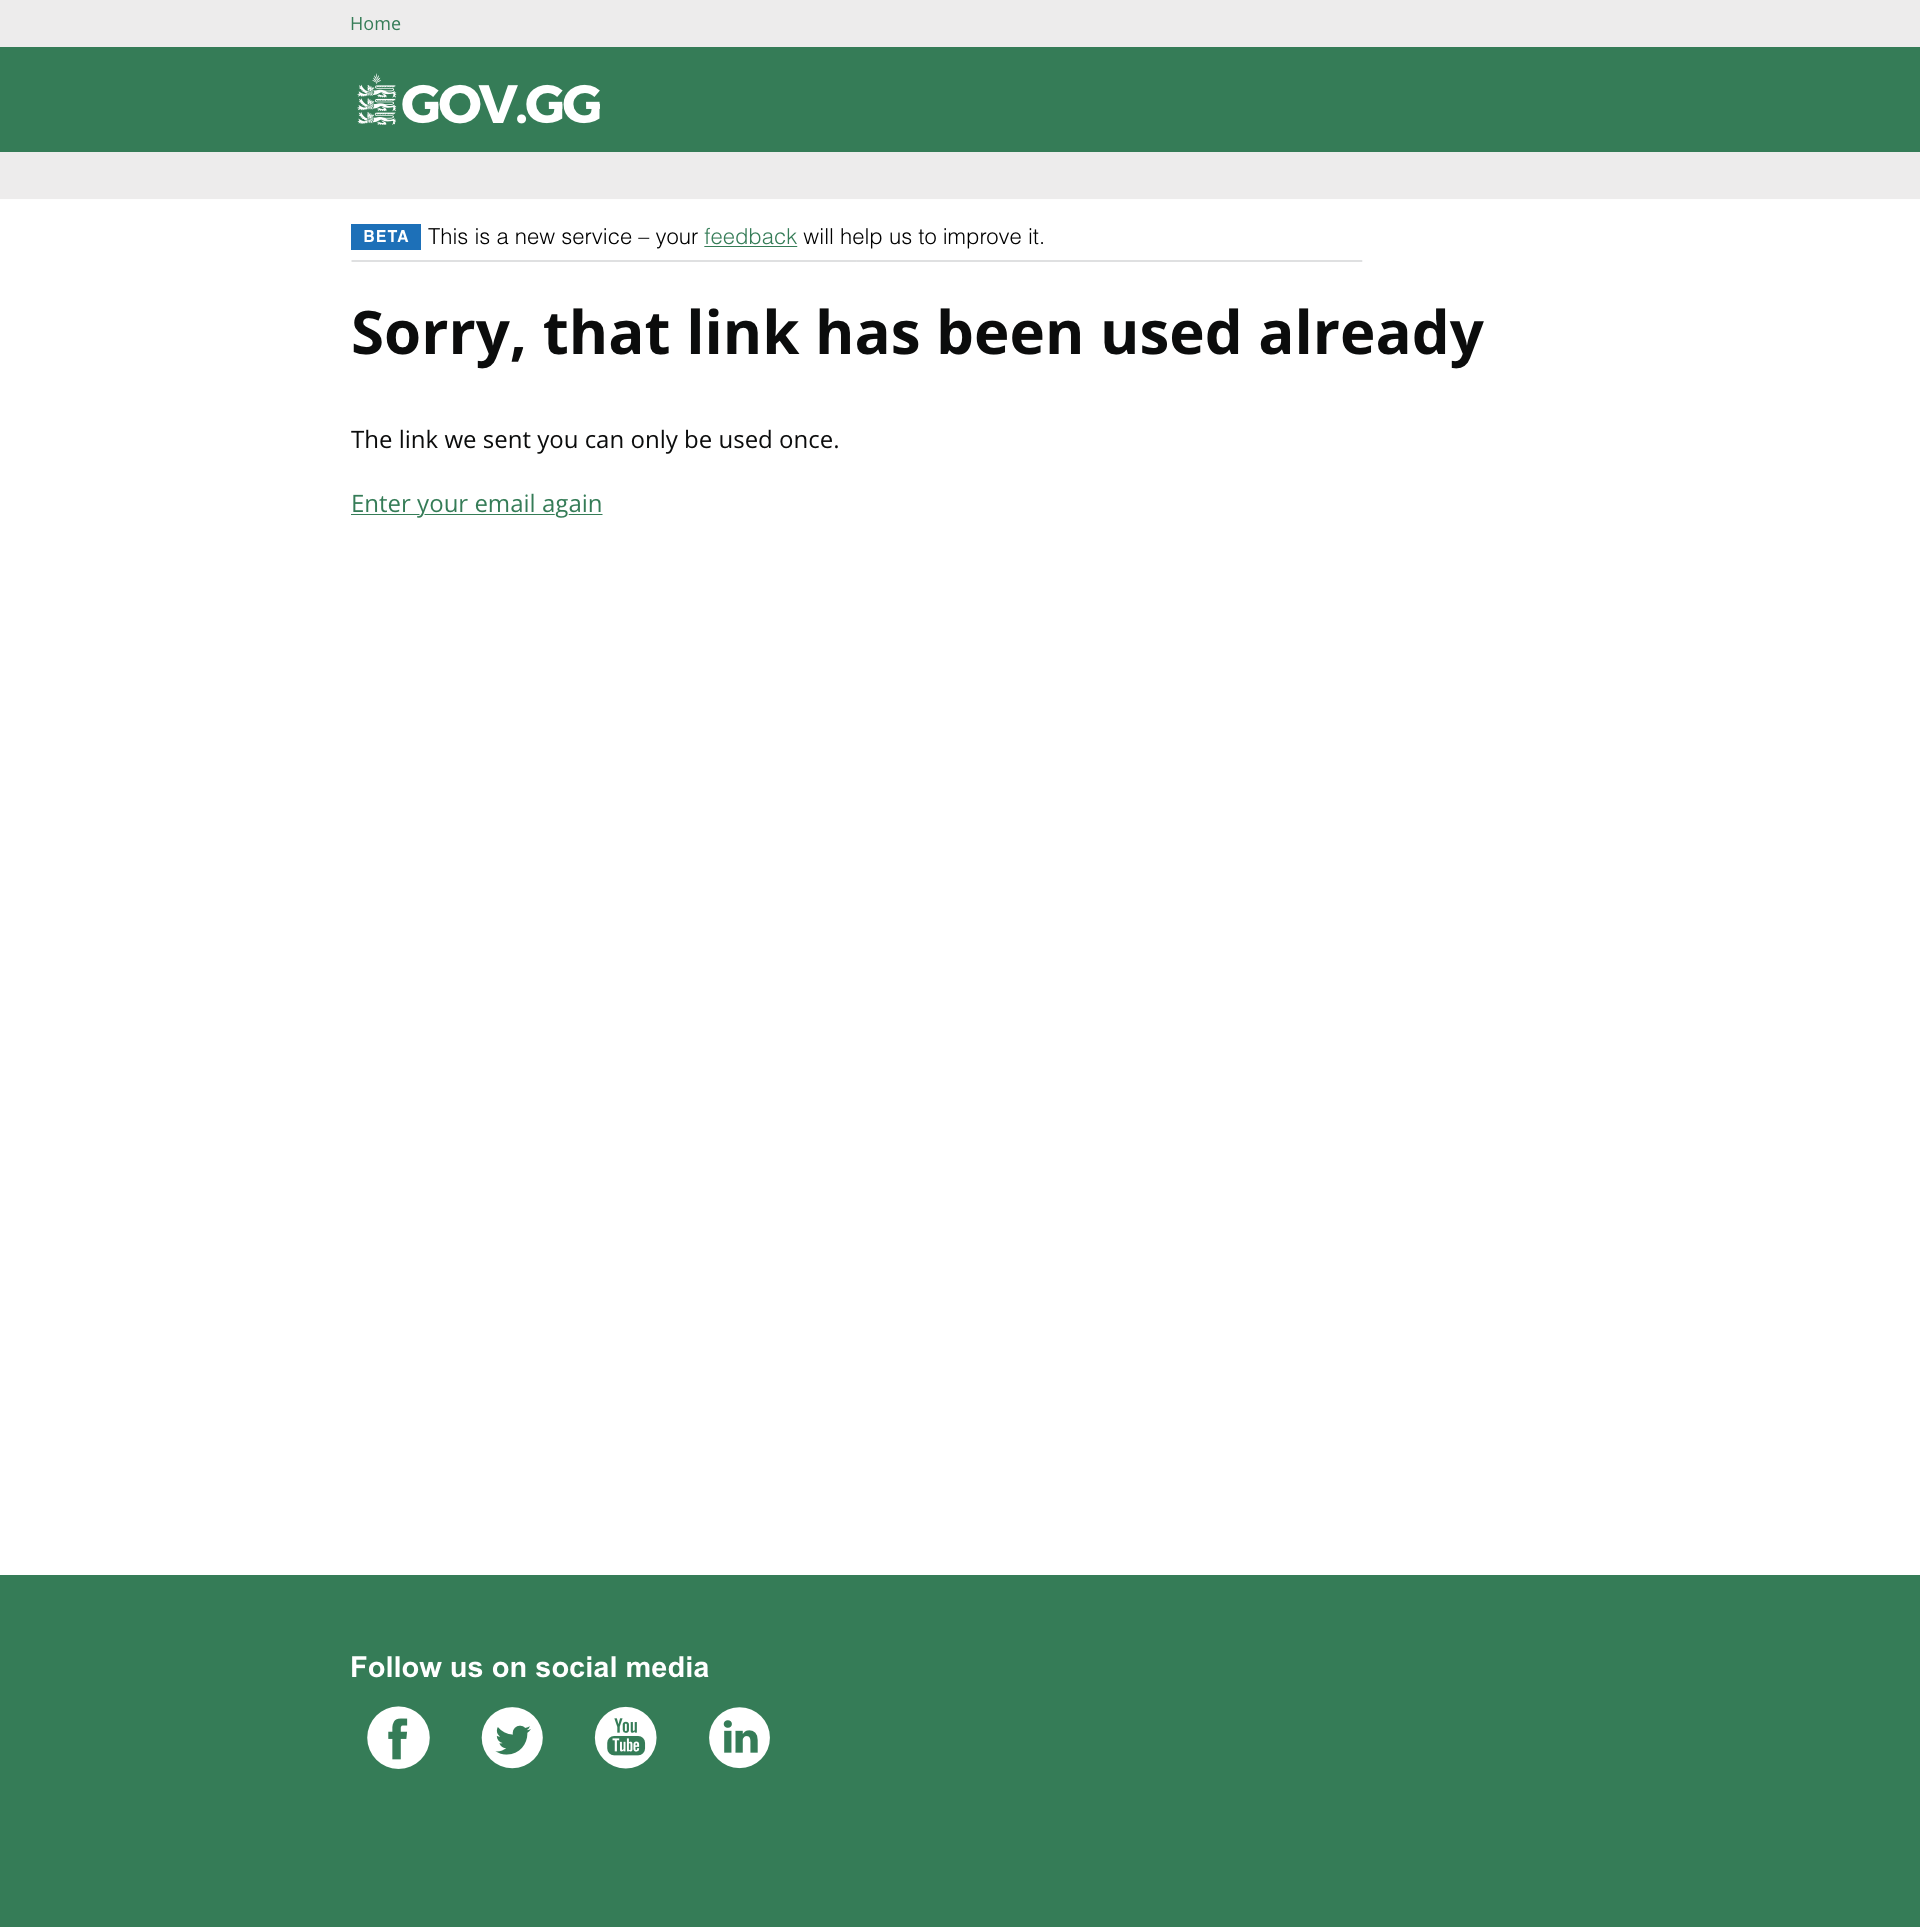 Home
GOV.GG
BETA This is a new service – your feedback will help us to improve it.
Sorry, that link has been used already
The link we sent you can only be used once.
Enter your email again
Follow us on social media
f
You
Tube
in